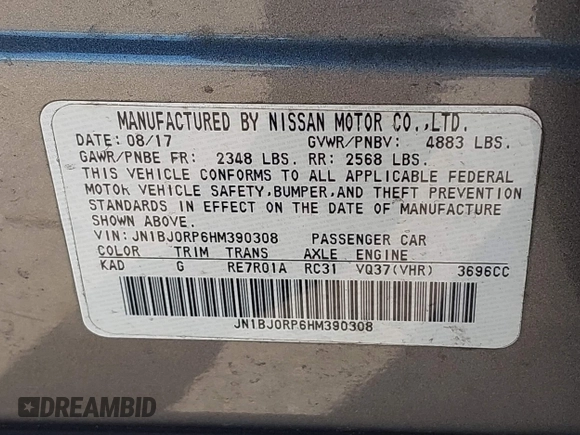 MANUFACTURED BY NISSAN MOTOR CO.,LTD.
DATE: 08/17 GVWR/PNBV: 4883 LBS.
GAWR/PNBE FR: 2348 LBS. RR: 2568 LBS.
THIS VEHICLE CONFORMS TO ALL APPLICABLE FEDERAL
MOTOR VEHICLE SAFETY,BUMPER,AND THEFT PREVENTION
STANDARDS IN EFFECT ON THE DATE OF MANUFACTURE
SHOWN ABOVE.
VIN: JN1BJ0RP6HM390308 PASSENGER CAR
COLOR TRIM TRANS AXLE ENGINE
KAD G RE7R01A RC31 VQ37(VHR) 3696CC
JN1BJ0RP6HM390308
DREAMBID